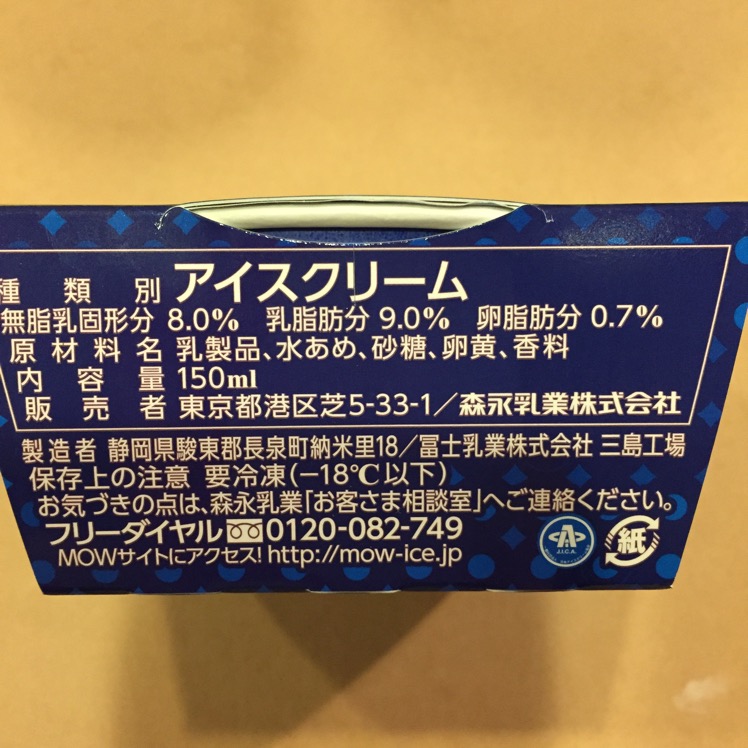 種類別 アイスクリーム
無脂乳固形分 8.0% 乳脂肪分 9.0% 卵脂肪分 0.7%
原材料名 乳製品、水あめ、砂糖、卵黄、香料
内容量 150ml
販売者 東京都港区芝5-33-1/森永乳業株式会社
製造者 静岡県駿東郡長泉町納米里18/冨士乳業株式会社 三島工場
保存上の注意 要冷凍(−18℃以下)
お気づきの点は、森永乳業「お客さま相談室」へご連絡ください。
フリーダイヤル 0120-082-749
MOWサイトにアクセス! http://mow-ice.jp
A
J.I.C.A.
紙